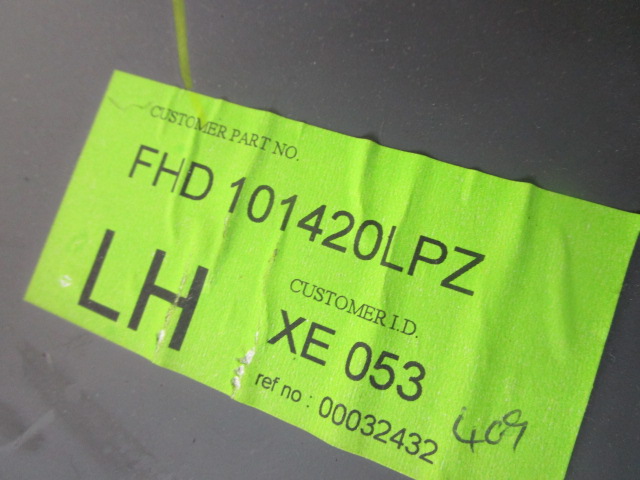 CUSTOMER PART NO.
FHD 101420LPZ
LH
CUSTOMER I.D.
XE 053
ref no : 00032432
409